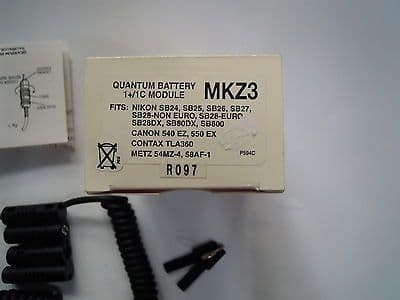 QUANTUM BATTERY
1+/1C MODULE MKZ3
FITS: NIKON SB24, SB25, SB26, SB27,
SB28-NON EURO, SB28-EURO
SB28DX, SB80DX, SB800
CANON 540 EZ, 550 EX
CONTAX TLA360
METZ 54MZ-4, 58AF-1
P594C
R097